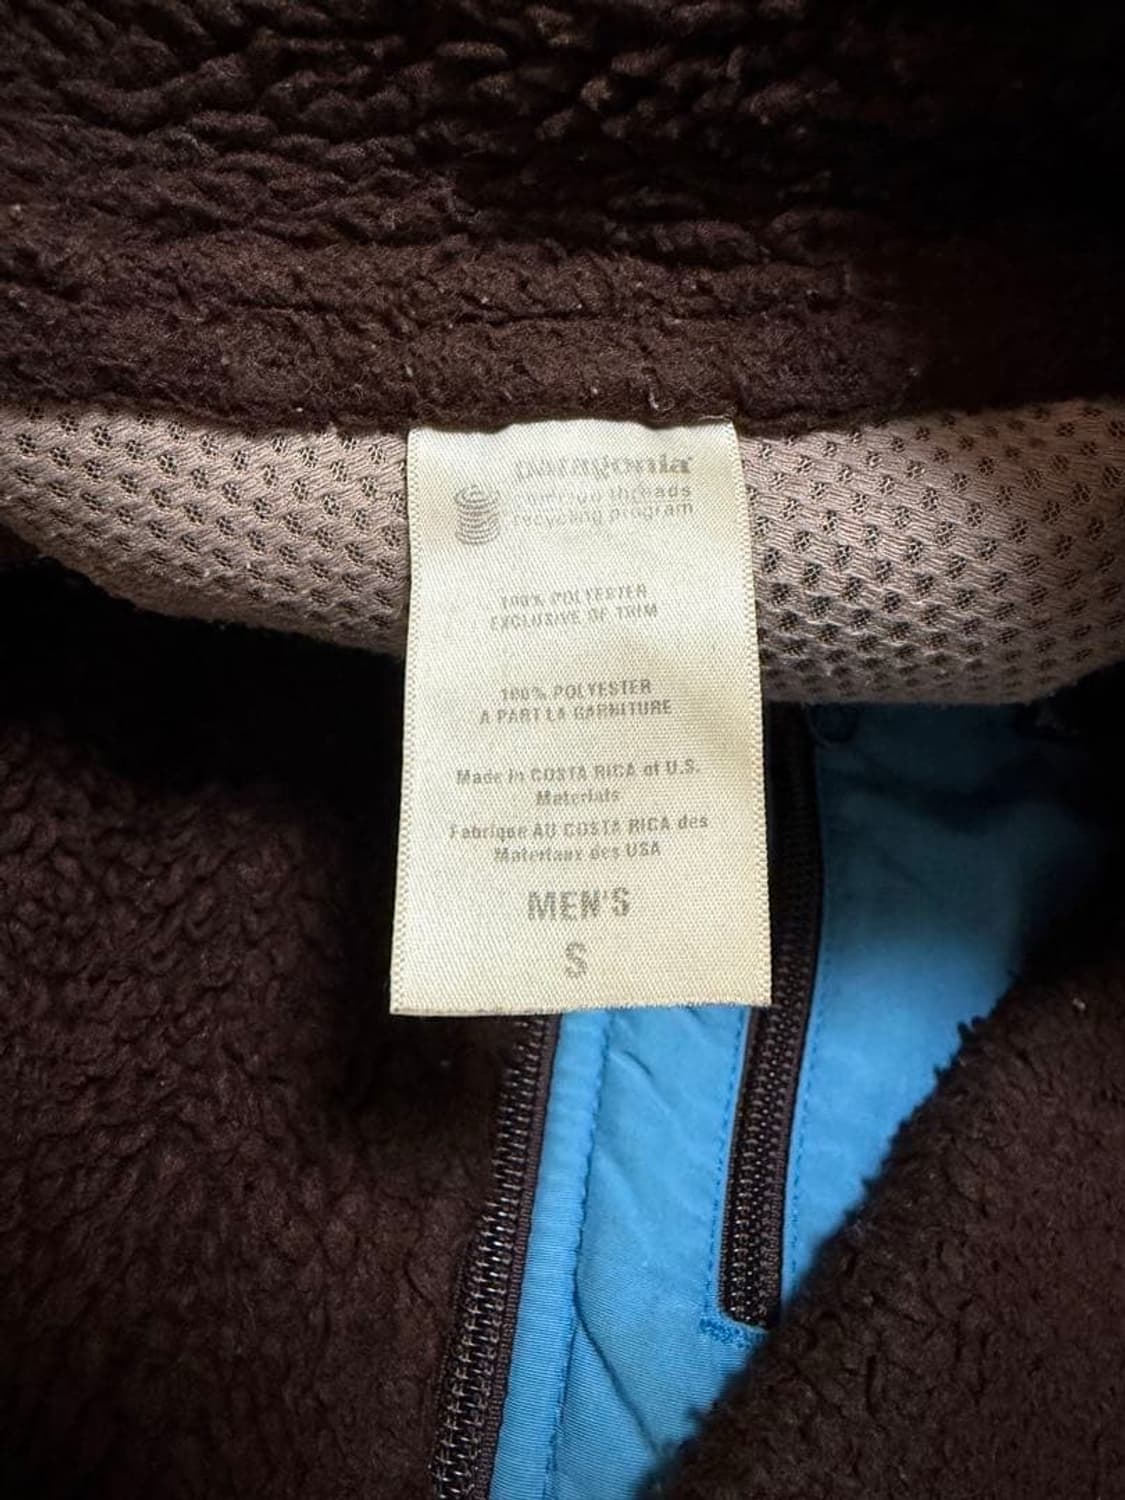 patagonia
common threads
recycling program
100% POLYESTER
EXCLUSIVE OF TRIM
100% POLYESTER
A PART LA GARNITURE
Made in COSTA RICA of U.S.
Materials
Fabrique AU COSTA RICA des
Materiaux des USA
MEN'S
S